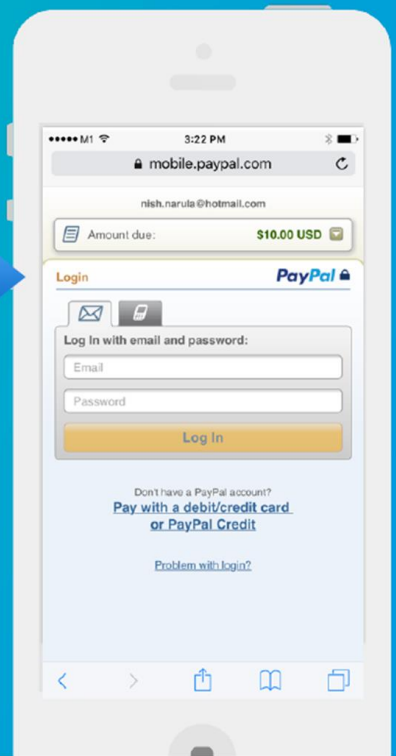 M1 3:22 PM
mobile.paypal.com
nish.narula@hotmail.com
Amount due: $10.00 USD
Login PayPal
Log In with email and password:
Email
Password
Log In
Don't have a PayPal account?
Pay with a debit/credit card
or PayPal Credit
Problem with login?